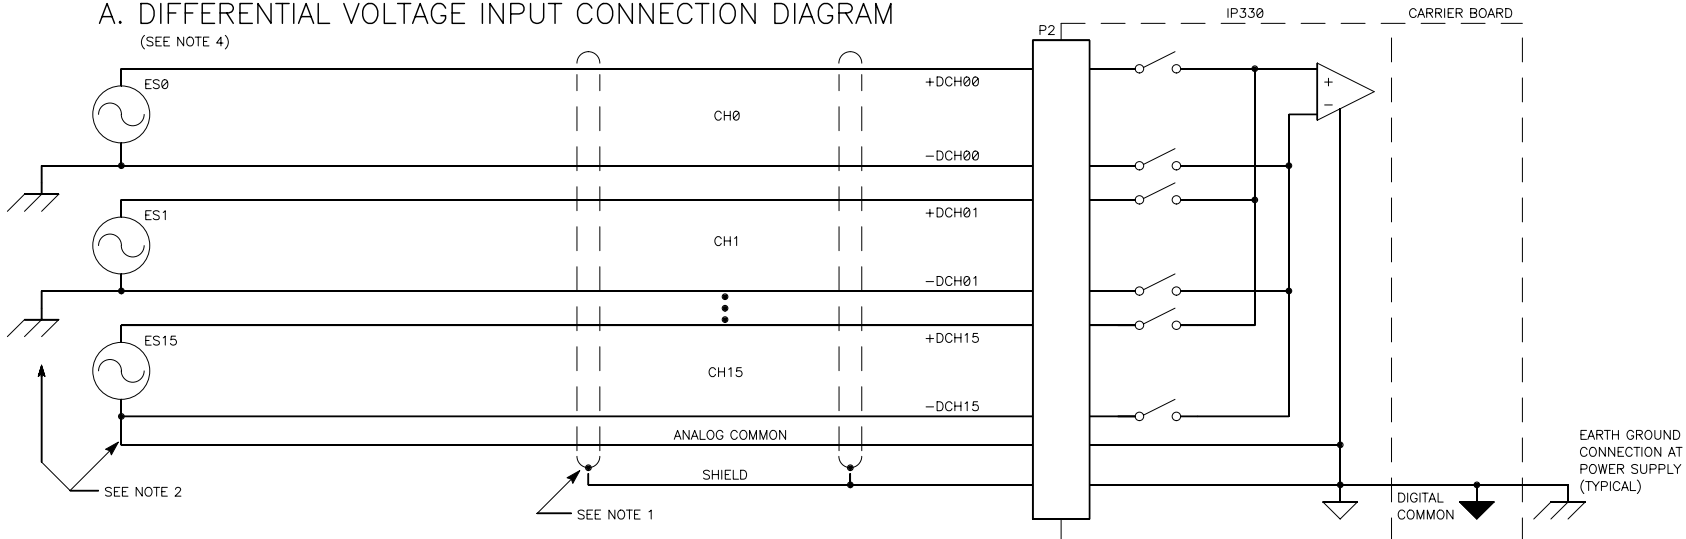 A. DIFFERENTIAL VOLTAGE INPUT CONNECTION DIAGRAM
(SEE NOTE 4)
IP330
CARRIER BOARD
P2
ES0
+DCH00
+
−
CH0
−DCH00
ES1
+DCH01
CH1
−DCH01
ES15
+DCH15
CH15
−DCH15
ANALOG COMMON
SHIELD
SEE NOTE 2
SEE NOTE 1
DIGITAL
COMMON
EARTH GROUND
CONNECTION AT
POWER SUPPLY
(TYPICAL)